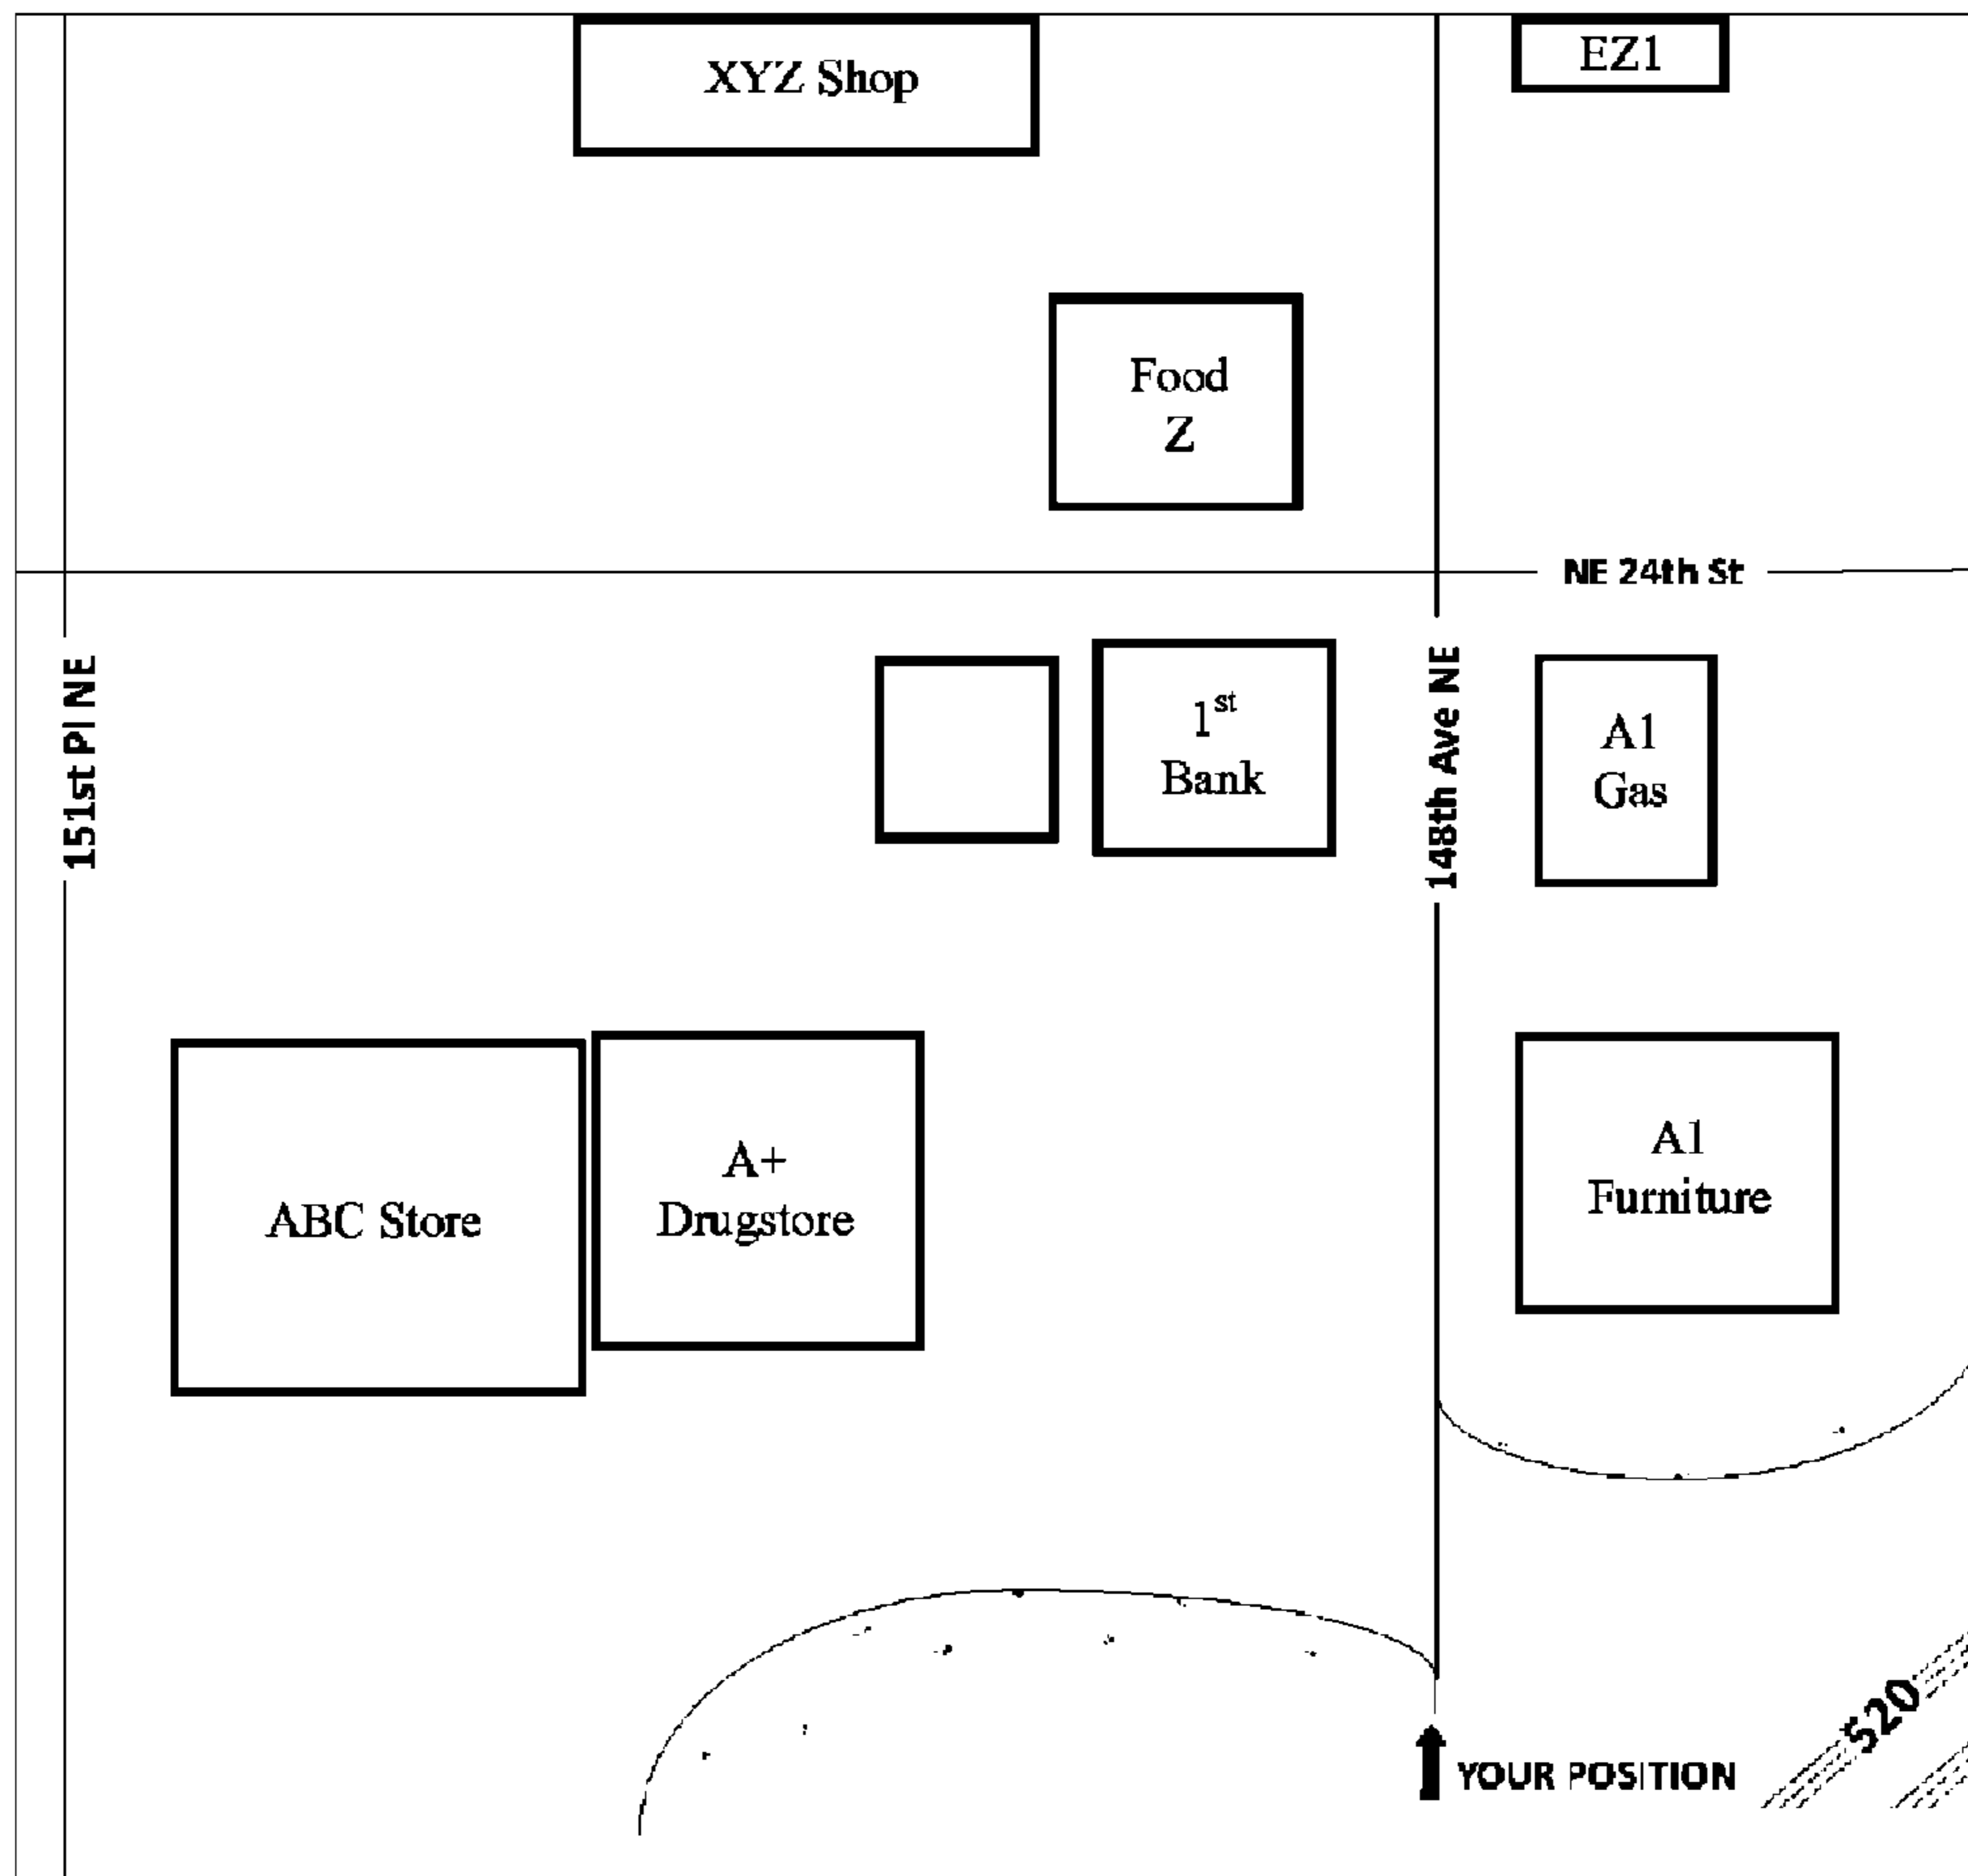 XYZ Shop
EZ1
Food
Z
NE 24th St
151st Pl NE
1st
Bank
148th Ave NE
A1
Gas
ABC Store
A+
Drugstore
A1
Furniture
520
YOUR POSITION